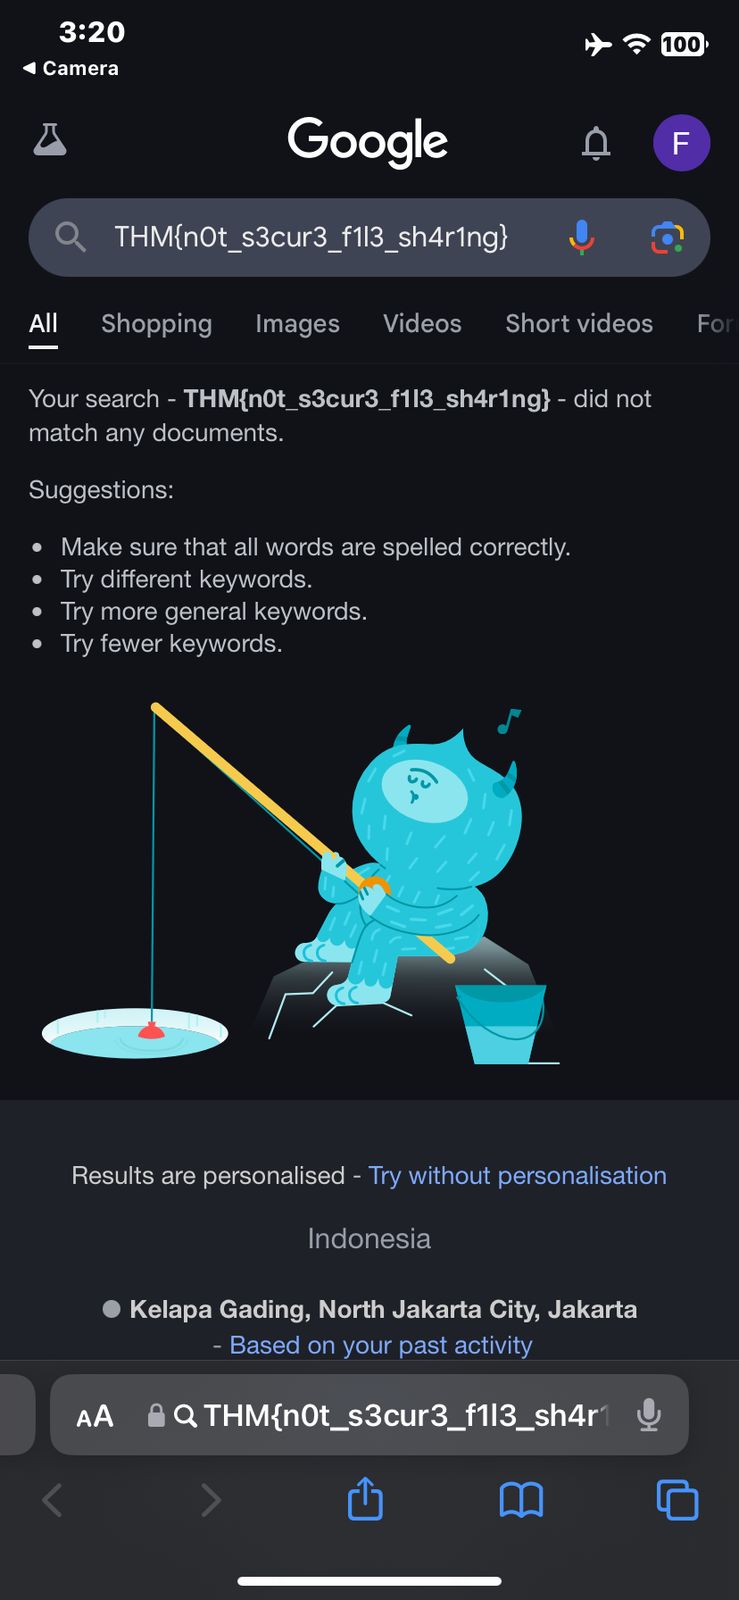 3:20
100
◀ Camera
Google
F
THM{n0t_s3cur3_f1l3_sh4r1ng}
All Shopping Images Videos Short videos For
Your search - THM{n0t_s3cur3_f1l3_sh4r1ng} - did not
match any documents.
Suggestions:
• Make sure that all words are spelled correctly.
• Try different keywords.
• Try more general keywords.
• Try fewer keywords.
Results are personalised - Try without personalisation
Indonesia
Kelapa Gading, North Jakarta City, Jakarta
- Based on your past activity
AA THM{n0t_s3cur3_f1l3_sh4r1